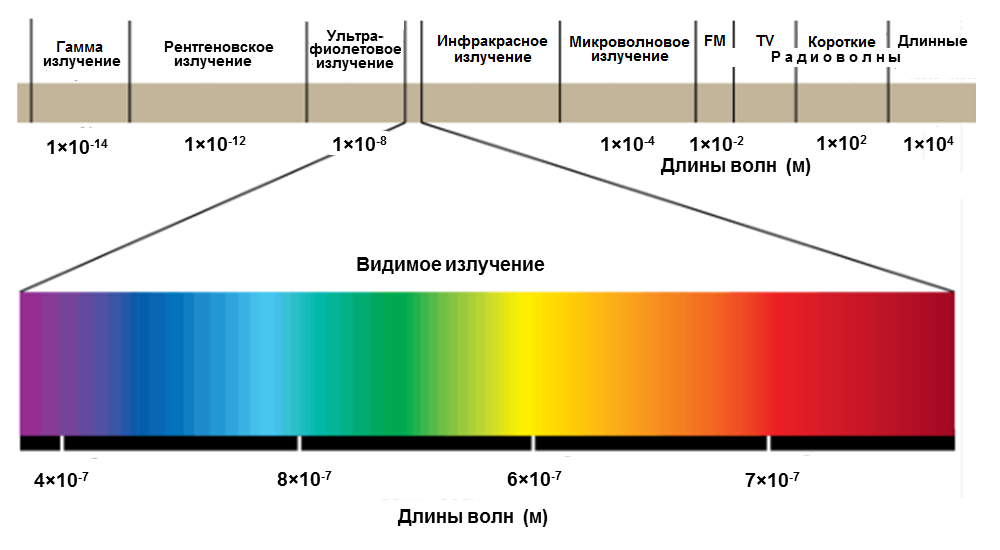 Гамма излучение
Рентгеновское излучение
Ультра-фиолетовое излучение
Инфракрасное излучение
Микроволновое излучение
FM
TV
Короткие
Длинные
Радиоволны
1×10-14
1×10-12
1×10-8
1×10-4
1×10-2
1×102
1×104
Длины волн (м)
Видимое излучение
4×10-7
8×10-7
6×10-7
7×10-7
Длины волн (м)